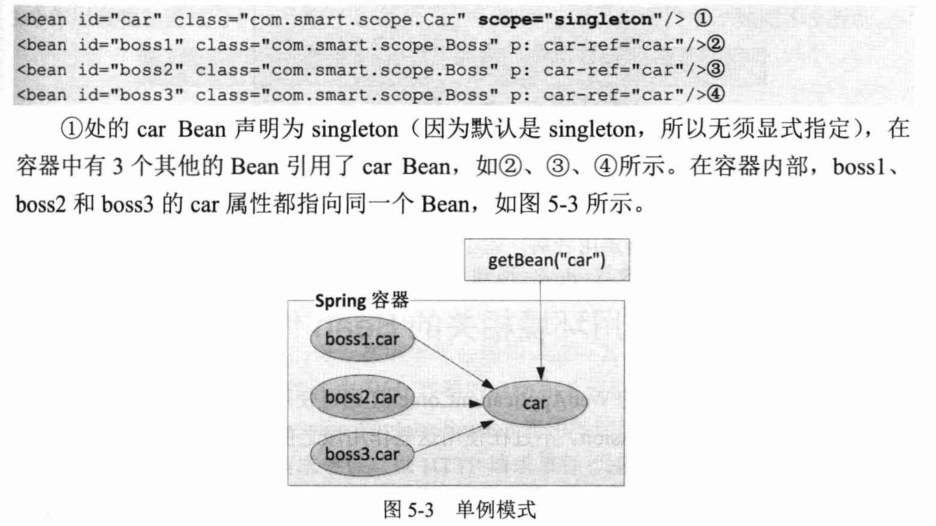 <bean id="car" class="com.smart.scope.Car" scope="singleton"/> ①
<bean id="boss1" class="com.smart.scope.Boss" p: car-ref="car"/>②
<bean id="boss2" class="com.smart.scope.Boss" p: car-ref="car"/>③
<bean id="boss3" class="com.smart.scope.Boss" p: car-ref="car"/>④
①处的 car Bean 声明为 singleton（因为默认是 singleton，所以无须显式指定），在
容器中有 3 个其他的 Bean 引用了 car Bean，如②、③、④所示。在容器内部，boss1、
boss2 和 boss3 的 car 属性都指向同一个 Bean，如图 5-3 所示。
getBean("car")
Spring 容器
boss1.car
boss2.car
car
boss3.car
图 5-3 单例模式